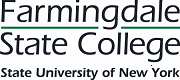 Farmingdale
State College
State University of New York